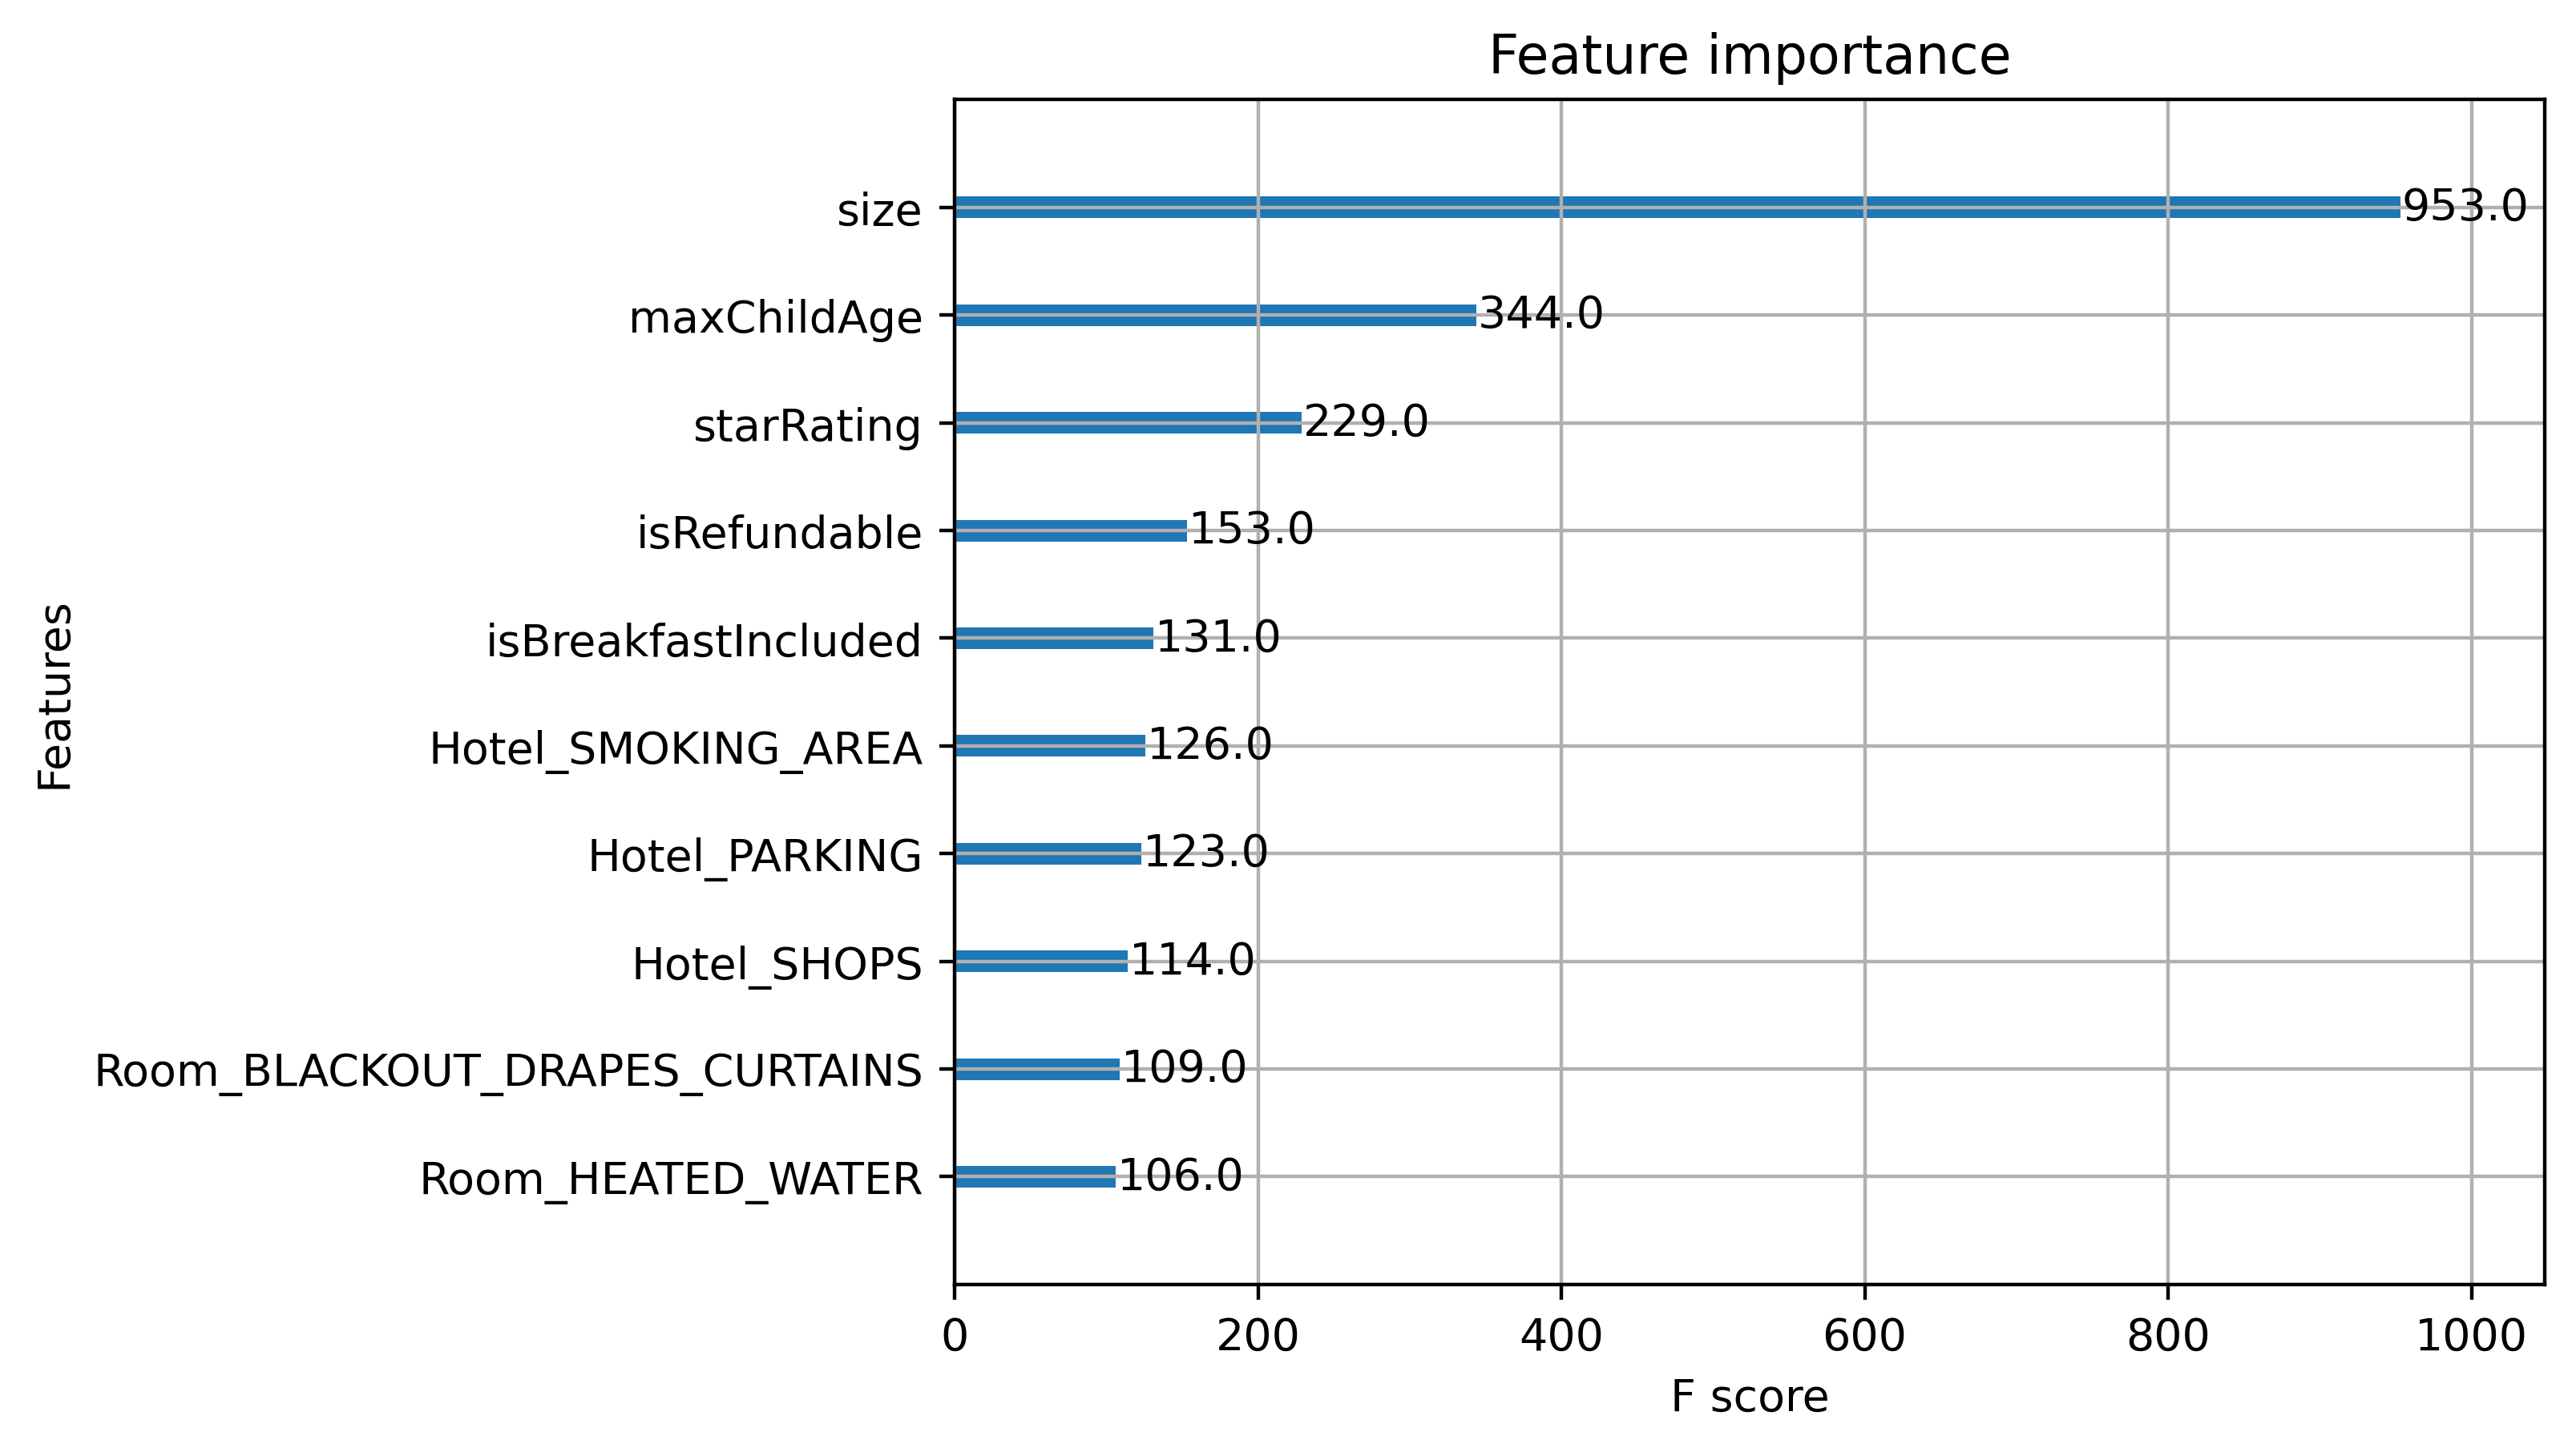 Feature importance
size
953.0
maxChildAge
344.0
starRating
229.0
isRefundable
153.0
isBreakfastIncluded
131.0
Hotel_SMOKING_AREA
126.0
Hotel_PARKING
123.0
Hotel_SHOPS
114.0
Room_BLACKOUT_DRAPES_CURTAINS
109.0
Room_HEATED_WATER
106.0
Features
0
200
400
600
800
1000
F score